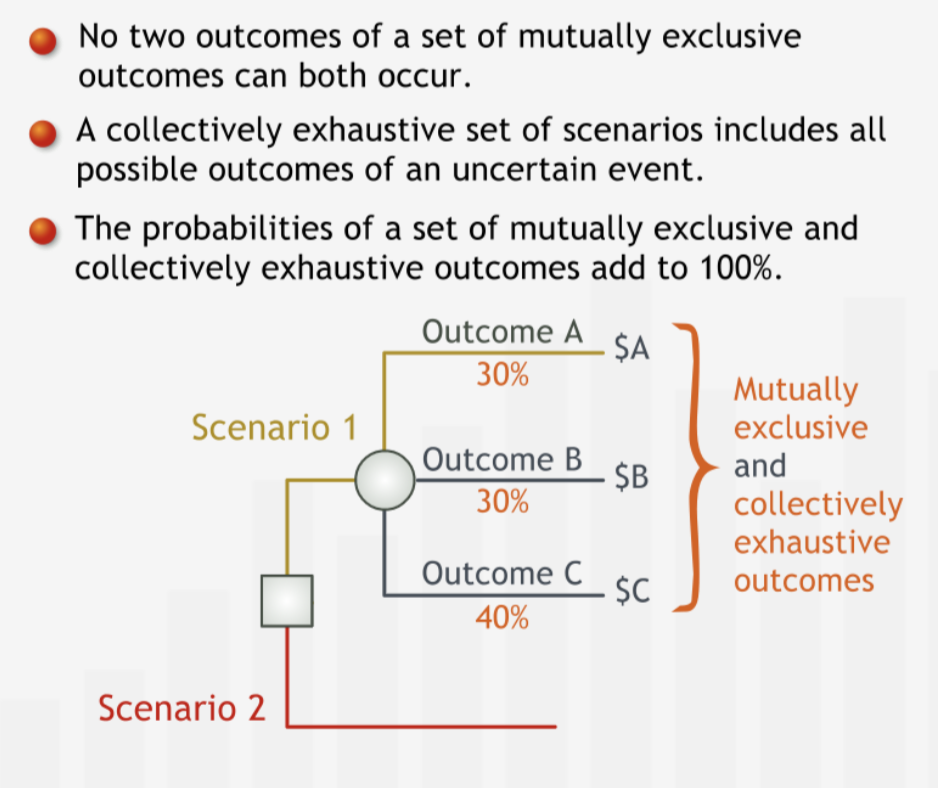 No two outcomes of a set of mutually exclusive
outcomes can both occur.
A collectively exhaustive set of scenarios includes all
possible outcomes of an uncertain event.
The probabilities of a set of mutually exclusive and
collectively exhaustive outcomes add to 100%.
Outcome A
$A
30%
Scenario 1
Outcome B
$B
30%
Outcome C
$C
40%
Mutually
exclusive
and
collectively
exhaustive
outcomes
Scenario 2